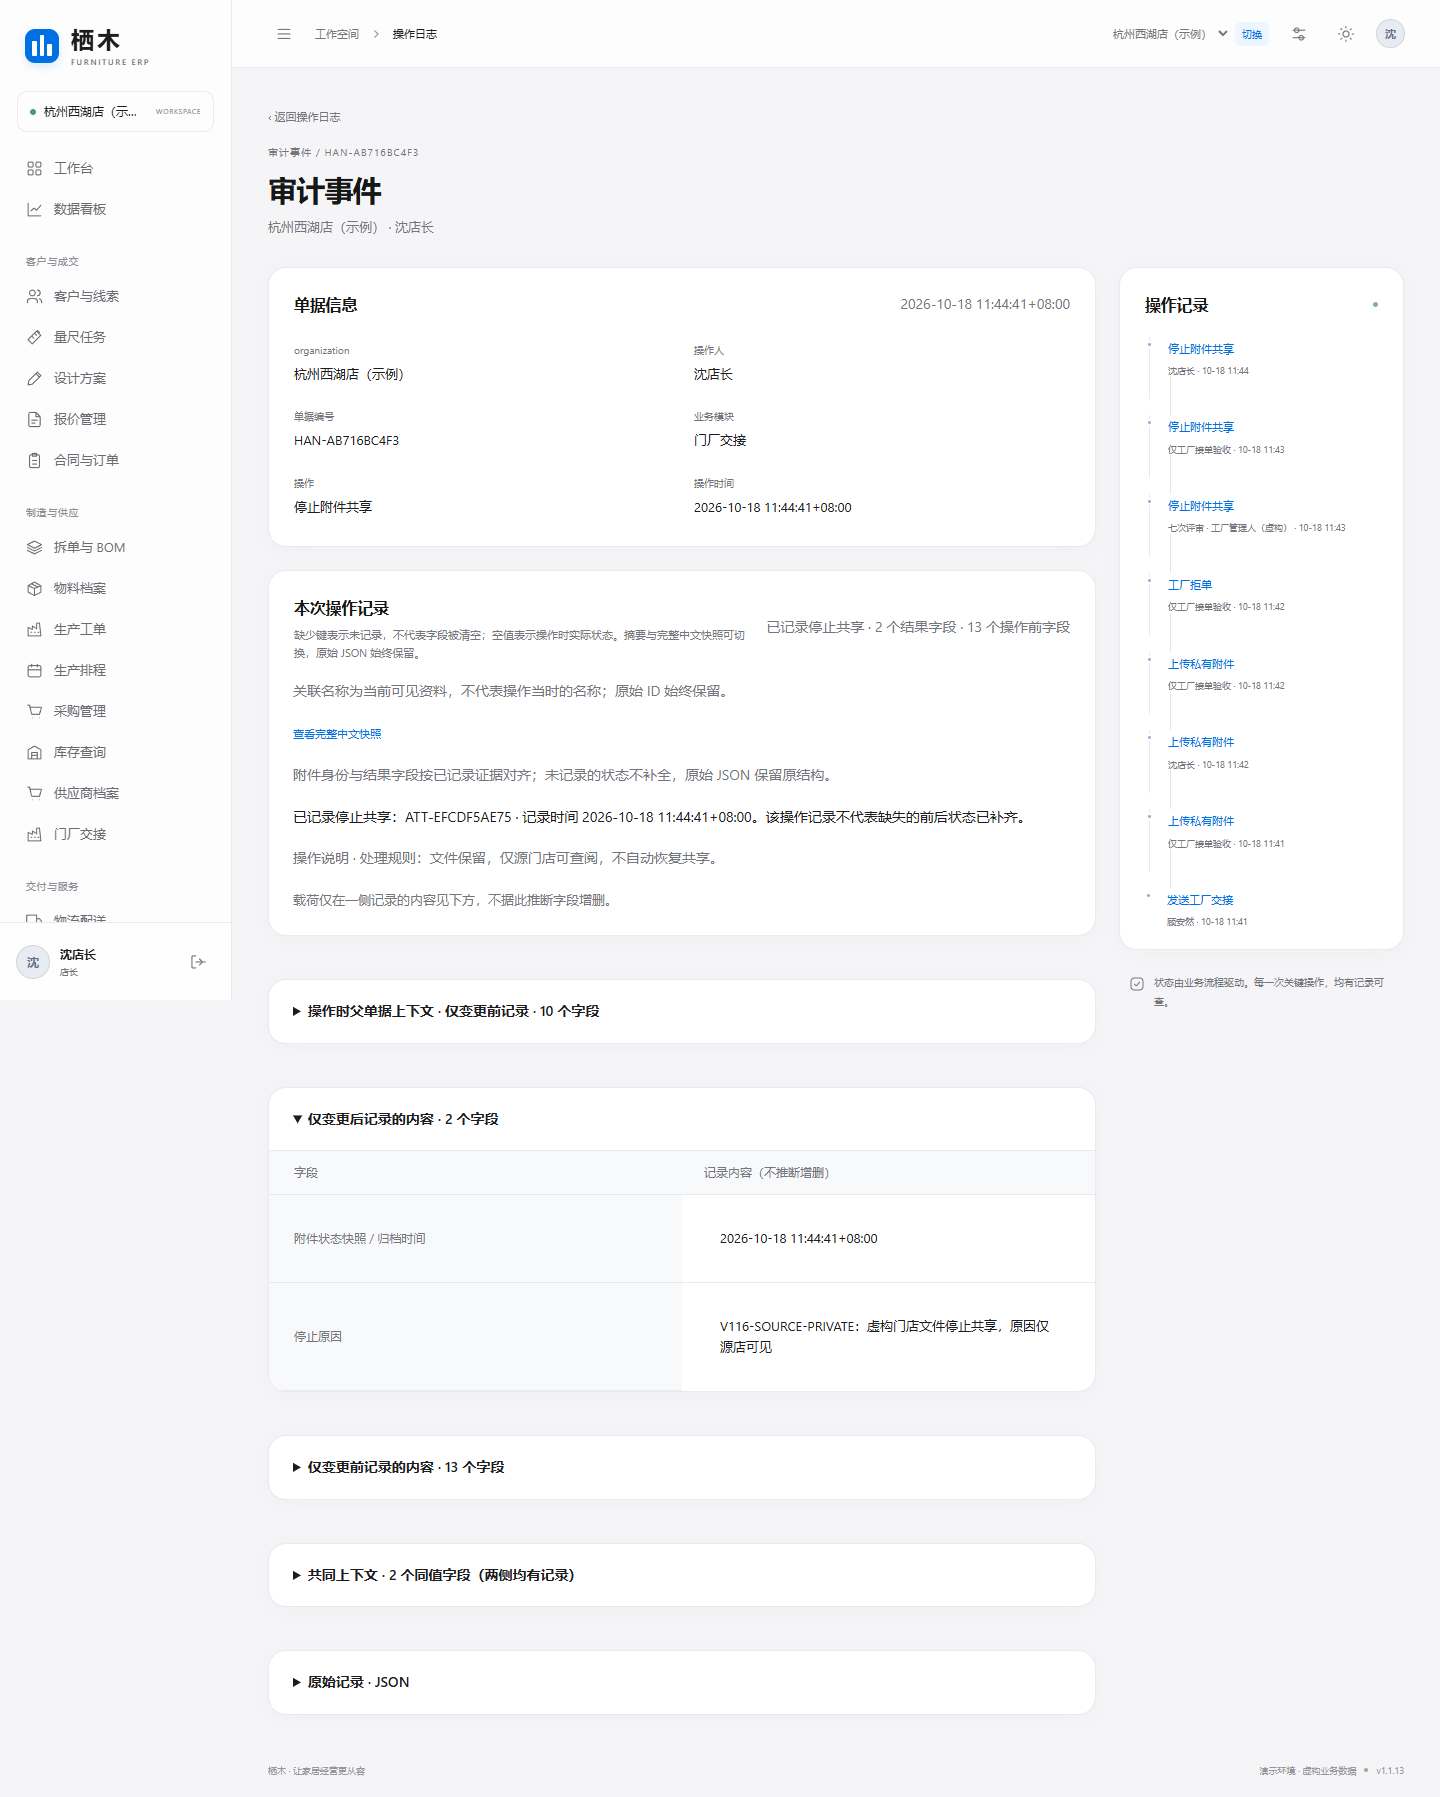 栖木
FURNITURE ERP
杭州西湖店（示...
WORKSPACE
工作台
数据看板
客户与成交
客户与线索
量尺任务
设计方案
报价管理
合同与订单
制造与供应
拆单与 BOM
物料档案
生产工单
生产排程
采购管理
库存查询
供应商档案
门厂交接
交付与服务
物流配送
沈
沈店长
店长
工作空间
操作日志
杭州西湖店（示例）
切换
沈
‹ 返回操作日志
审计事件 / HAN-AB716BC4F3
审计事件
杭州西湖店（示例） · 沈店长
单据信息
2026-10-18 11:44:41+08:00
organization
杭州西湖店（示例）
操作人
沈店长
单据编号
HAN-AB716BC4F3
业务模块
门厂交接
操作
停止附件共享
操作时间
2026-10-18 11:44:41+08:00
本次操作记录
缺少键表示未记录，不代表字段被清空；空值表示操作时实际状态。摘要与完整中文快照可切
换，原始 JSON 始终保留。
已记录停止共享 · 2 个结果字段 · 13 个操作前字段
关联名称为当前可见资料，不代表操作当时的名称；原始 ID 始终保留。
查看完整中文快照
附件身份与结果字段按已记录证据对齐；未记录的状态不补全，原始 JSON 保留原结构。
已记录停止共享：ATT-EFCDF5AE75 · 记录时间 2026-10-18 11:44:41+08:00。该操作记录不代表缺失的前后状态已补齐。
操作说明 · 处理规则：文件保留，仅源门店可查阅，不自动恢复共享。
载荷仅在一侧记录的内容见下方，不据此推断字段增删。
操作时父单据上下文 · 仅变更前记录 · 10 个字段
仅变更后记录的内容 · 2 个字段
字段
记录内容（不推断增删）
附件状态快照 / 归档时间
2026-10-18 11:44:41+08:00
停止原因
V116-SOURCE-PRIVATE：虚构门店文件停止共享，原因仅
源店可见
仅变更前记录的内容 · 13 个字段
共同上下文 · 2 个同值字段（两侧均有记录）
原始记录 · JSON
操作记录
停止附件共享
沈店长 · 10-18 11:44
停止附件共享
仅工厂接单验收 · 10-18 11:43
停止附件共享
七次评审 · 工厂管理人（虚构） · 10-18 11:43
工厂拒单
仅工厂接单验收 · 10-18 11:42
上传私有附件
仅工厂接单验收 · 10-18 11:42
上传私有附件
沈店长 · 10-18 11:42
上传私有附件
仅工厂接单验收 · 10-18 11:41
发送工厂交接
顾安然 · 10-18 11:41
状态由业务流程驱动。每一次关键操作，均有记录可
查。
栖木 · 让家居经营更从容
演示环境 · 虚构业务数据
v1.1.13